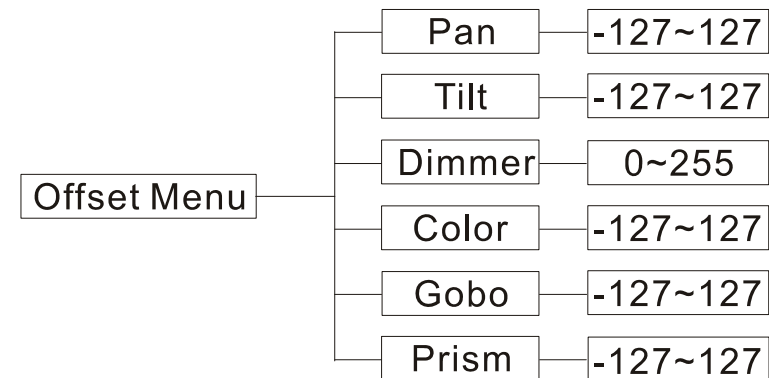 Pan -127~127
Tilt -127~127
Dimmer 0~255
Offset Menu
Color -127~127
Gobo -127~127
Prism -127~127